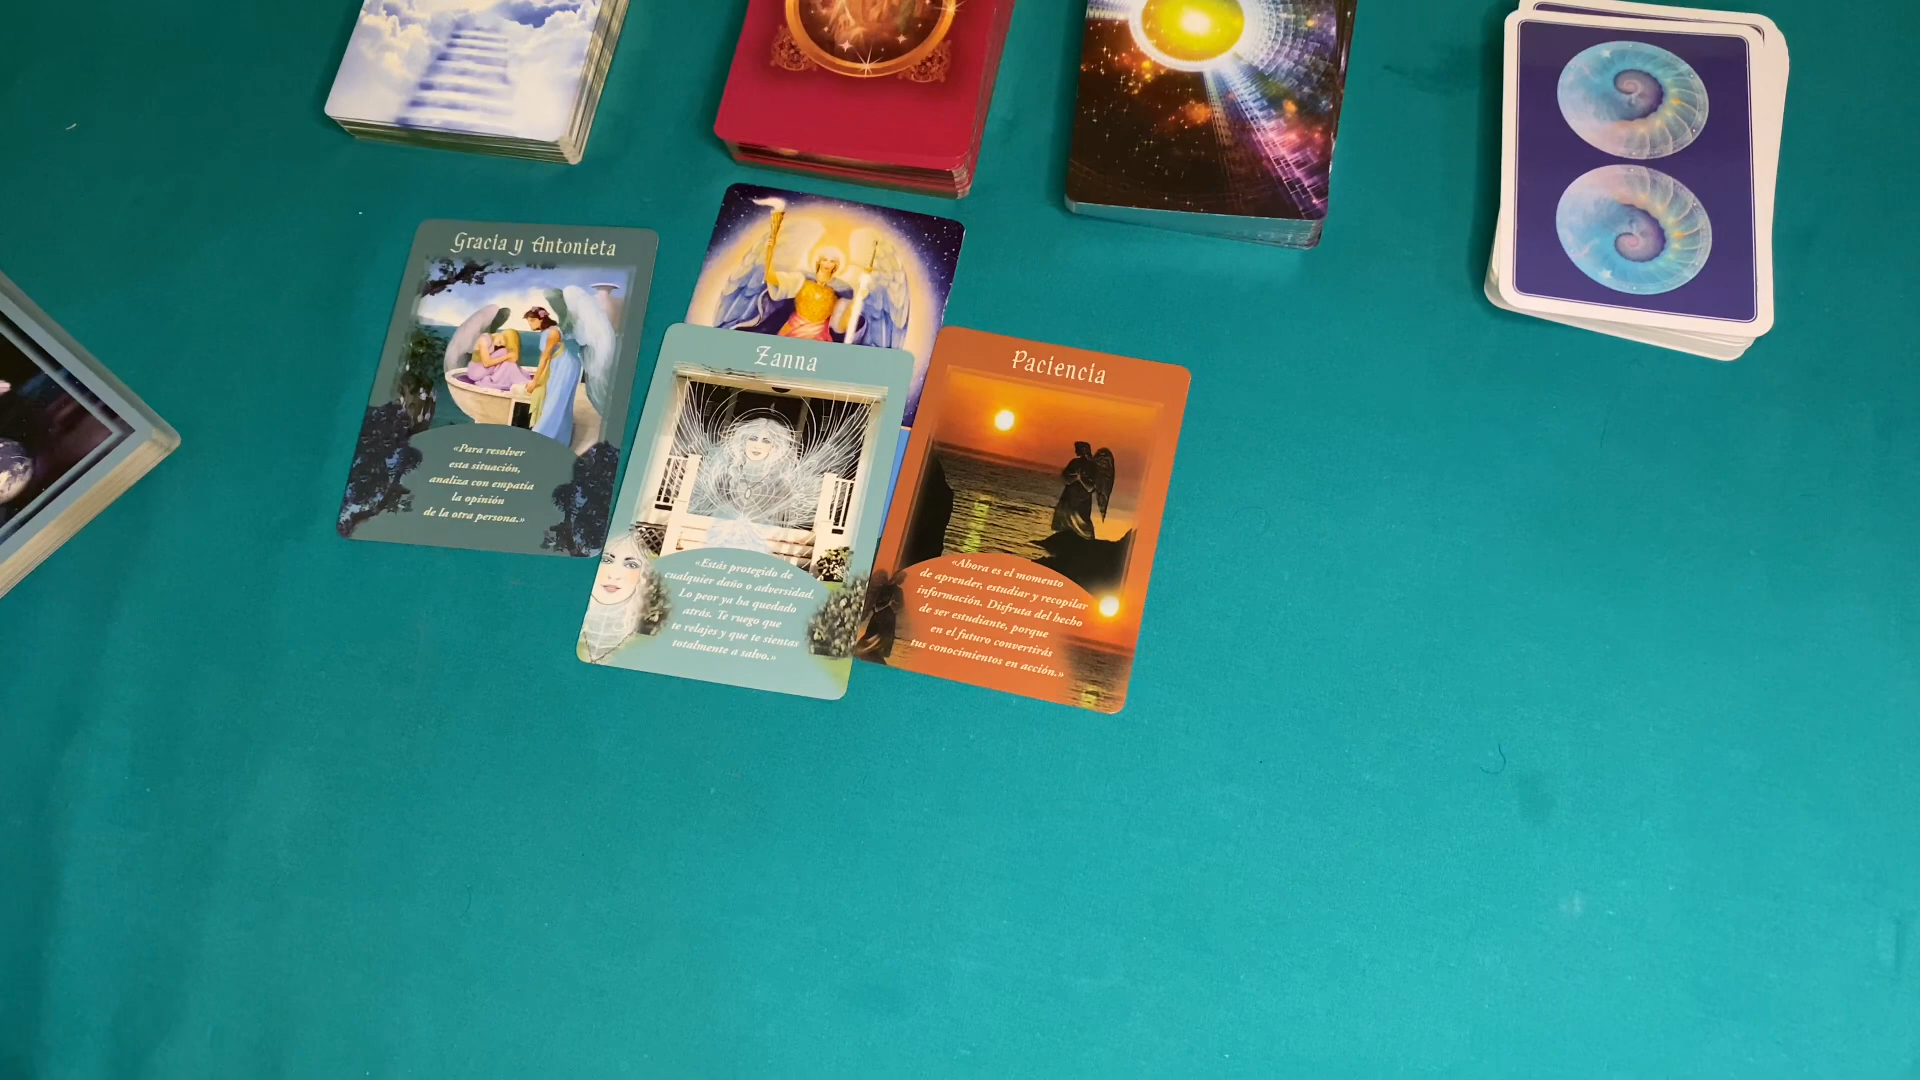 Gracia y Antonieta
«Para resolver
esta situación,
analiza con empatía
la opinión
de la otra persona.»
Zanna
«Estás protegido de
cualquier daño o adversidad.
Lo peor ya ha quedado
atrás. Te ruego que
te relajes y que te sientas
totalmente a salvo.»
Paciencia
«Ahora es el momento
de aprender, estudiar y recopilar
información. Disfruta del hecho
de ser estudiante, porque
en el futuro convertirás
tus conocimientos en acción.»